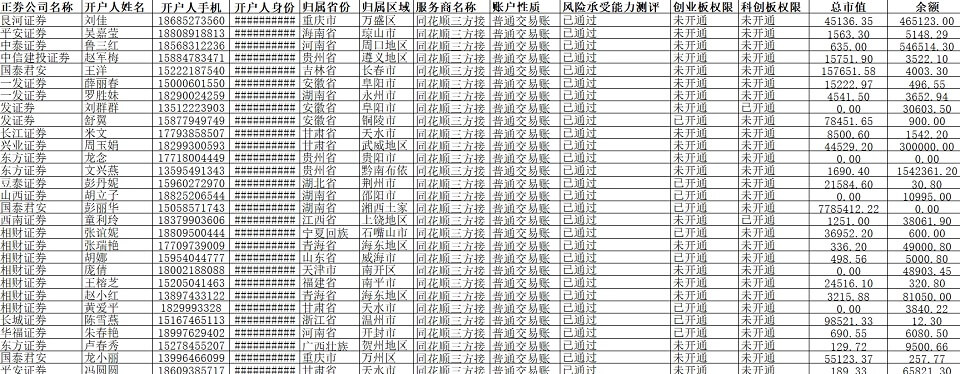 证券公司名称 开户人姓名 开户人手机 开户人身份 归属省份 归属区域 服务商名称 账户性质 风险承受能力测评 创业板权限 科创板权限 总市值 余额
艮河证券 刘佳 18685273560 ########## 重庆市 万盛区 同花顺三方接 普通交易账 已通过 未开通 未开通 45136.35 465123.00
平安证券 吴嘉莹 18808918813 ########## 海南省 琼山市 同花顺三方接 普通交易账 已通过 未开通 未开通 1563.30 5148.29
中泰证券 鲁三红 18568312236 ########## 河南省 周口地区 同花顺三方接 普通交易账 已通过 未开通 未开通 635.00 546514.30
中信建投证券 赵军梅 15884783471 ########## 贵州省 遵义地区 同花顺三方接 普通交易账 已通过 未开通 未开通 15751.90 3522.10
国泰君安 王洋 15222187540 ########## 吉林省 长春市 同花顺三方接 普通交易账 已通过 未开通 未开通 157651.58 4003.30
一发证券 薛丽春 15000601550 ########## 安徽省 阜阳市 同花顺三方接 普通交易账 已通过 未开通 未开通 15222.97 496.55
一发证券 罗胜妹 18290024259 ########## 湖南省 永州市 同花顺三方接 普通交易账 已通过 未开通 未开通 4541.50 3652.94
发证券 刘群群 13512223903 ########## 安徽省 阜阳市 同花顺三方接 普通交易账 已通过 未开通 已开通 0.00 30603.50
发证券 舒翼 15877949749 ########## 安徽省 铜陵市 同花顺三方接 普通交易账 已通过 已开通 未开通 78451.65 900.00
长江证券 米文 17793858507 ########## 甘肃省 天水市 同花顺三方接 普通交易账 已通过 未开通 未开通 8500.60 1542.20
兴业证券 周玉娟 18299300593 ########## 甘肃省 武威地区 同花顺三方接 普通交易账 已通过 已开通 未开通 44529.20 300000.00
东方证券 龙念 17718004449 ########## 贵州省 贵阳市 同花顺三方接 普通交易账 已通过 未开通 未开通 0.00 0.00
东方证券 文兴燕 13595491343 ########## 贵州省 黔南布依 同花顺三方接 普通交易账 已通过 未开通 未开通 1690.40 1542361.20
豆泰证券 彭丹妮 15960272970 ########## 湖北省 荆州市 同花顺三方接 普通交易账 已通过 已开通 未开通 21584.60 30.80
山西证券 胡立子 18825206544 ########## 湖南省 邵阳市 同花顺三方接 普通交易账 已通过 未开通 未开通 0.00 10995.00
国泰君安 彭丽华 15058571743 ########## 湖南省 湘西土家 同花顺三方接 普通交易账 已通过 已开通 未开通 7785412.22 0.00
西南证券 童利玲 18379903606 ########## 江西省 上饶地区 同花顺三方接 普通交易账 已通过 未开通 未开通 1251.00 38061.90
相财证券 张谊妮 18809500444 ########## 宁夏回族 石嘴山市 同花顺三方接 普通交易账 已通过 已开通 未开通 36952.20 600.00
相财证券 张瑞艳 17709739009 ########## 青海省 海东地区 同花顺三方接 普通交易账 已通过 未开通 未开通 336.20 49000.80
相财证券 胡娜 15954044777 ########## 山东省 威海市 同花顺三方接 普通交易账 已通过 已开通 未开通 498.56 5000.80
相财证券 庞倩 18002188088 ########## 天津市 南开区 同花顺三方接 普通交易账 已通过 未开通 未开通 0.00 48903.45
相财证券 王榕芝 15205041463 ########## 福建省 南平市 同花顺三方接 普通交易账 已通过 未开通 未开通 24516.10 320.80
相财证券 赵小红 13897433122 ########## 青海省 海东地区 同花顺三方接 普通交易账 已通过 未开通 未开通 3215.88 81050.00
相财证券 黄爱平 1829993328 ########## 甘肃省 天水市 同花顺三方接 普通交易账 已通过 已开通 未开通 0.00 3840.22
长城证券 陈雪燕 15167465113 ########## 浙江省 温州市 同花顺三方接 普通交易账 已通过 已开通 未开通 98521.33 12.30
华福证券 朱春艳 18997629402 ########## 河南省 开封市 同花顺三方接 普通交易账 已通过 已开通 未开通 690.55 6080.50
东方证券 卢春秀 15278455207 ########## 广西壮族 贺州地区 同花顺三方接 普通交易账 已通过 未开通 未开通 129.72 9500.66
国泰君安 龙小丽 13996466099 ########## 重庆市 万州区 同花顺三方接 普通交易账 已通过 未开通 未开通 55123.37 257.77
平安证券 冯圆圆 18609385717 ########## 甘肃省 天水市 同花顺三方接 普通交易账 已通过 未开通 未开通 189.33 65821.30